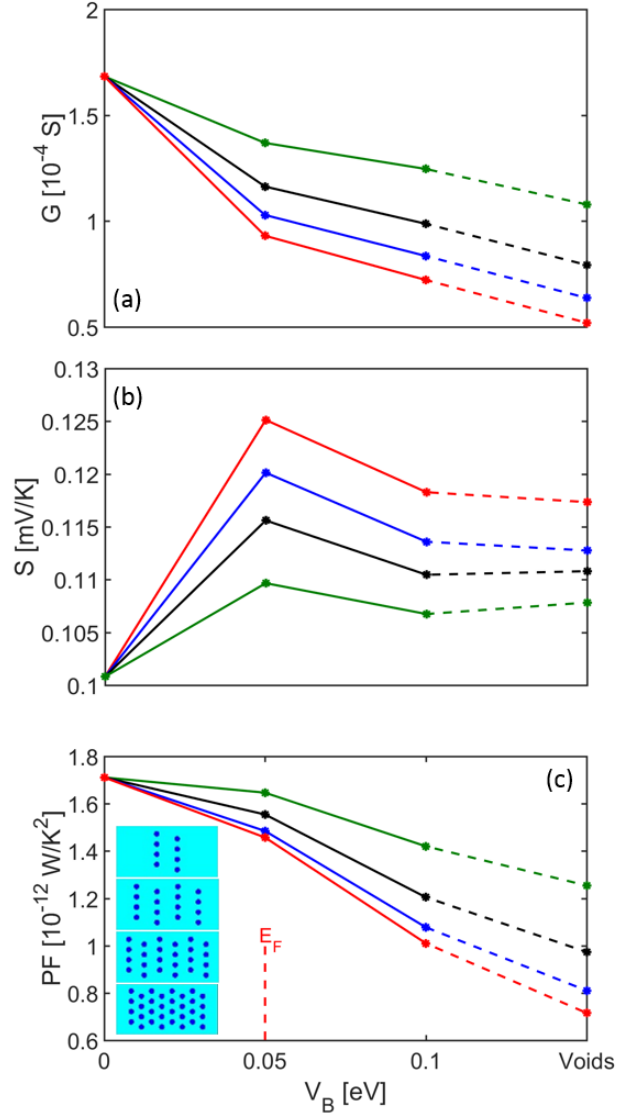 2
1.5
1
0.5
G [10⁻⁴ S]
(a)
0.13
0.125
0.12
0.115
0.11
0.105
0.1
S [mV/K]
(b)
1.8
1.6
1.4
1.2
1
0.8
0.6
PF [10⁻¹² W/K²]
(c)
E_F
0 0.05 0.1 Voids
V_B [eV]